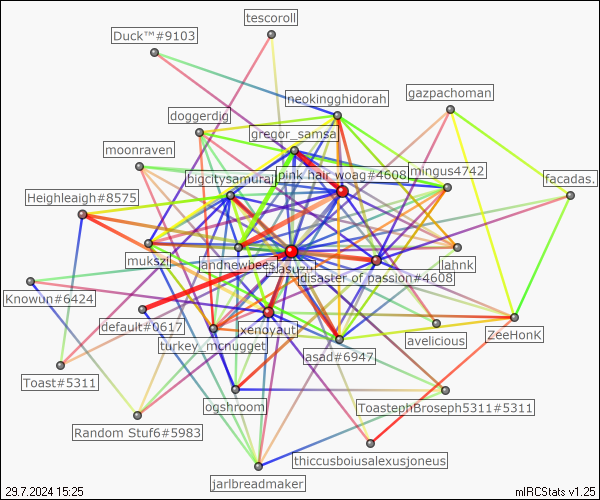 tescoroll
Duck™#9103
gazpachoman
neokingghidorah
doggerdig
gregor_samsa
moonraven
bigcitysamurai
pink hair woag#4608
mingus4742
facadas.
Heighleaigh#8575
mukszi
andnewbees
lahnk
disaster of passion#4608
Knowun#6424
default#0617
xenoyaut
turkey_mcnugget
asad#6947
avelicious
ZeeHonK
Toast#5311
ogshroom
ToastephBroseph5311#5311
Random Stuf6#5983
thiccusboiusalexusjoneus
jarlbreadmaker
29.7.2024 15:25
mIRCStats v1.25